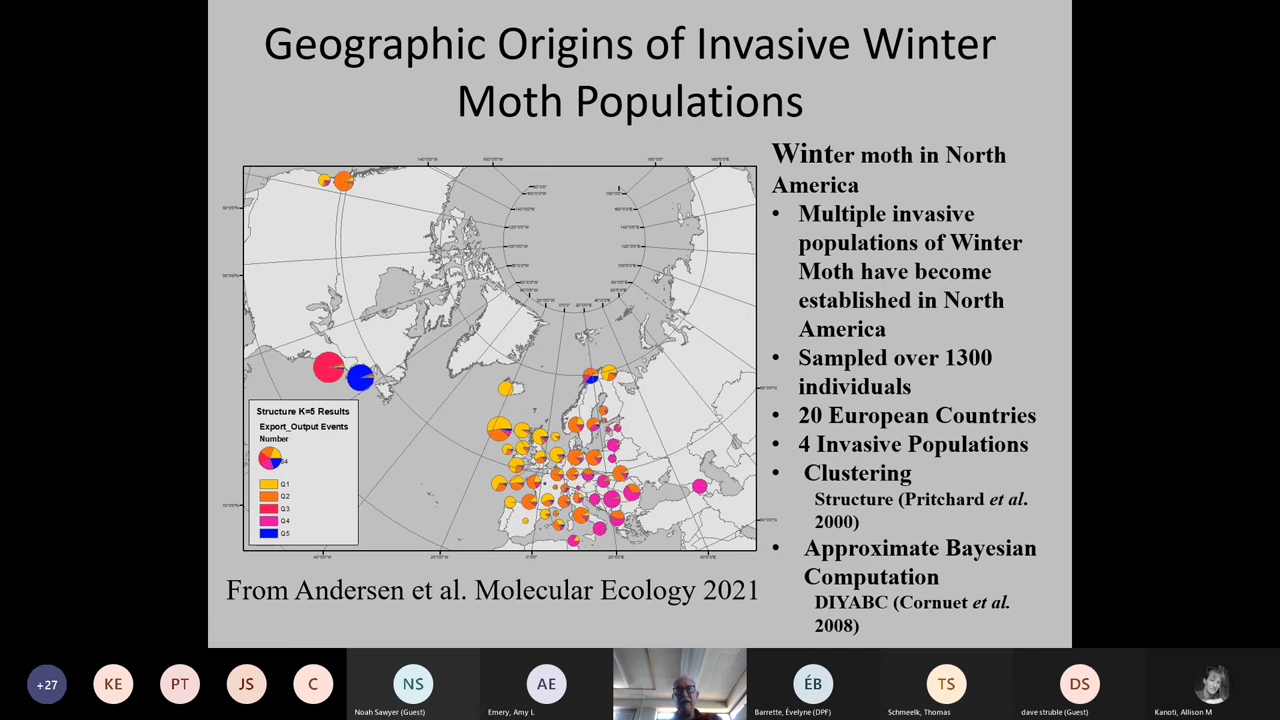 Geographic Origins of Invasive Winter
Moth Populations
Winter moth in North
America
• Multiple invasive
populations of Winter
Moth have become
established in North
America
• Sampled over 1300
individuals
• 20 European Countries
• 4 Invasive Populations
• Clustering
Structure (Pritchard et al.
2000)
• Approximate Bayesian
Computation
DIYABC (Cornuet et al.
2008)
Structure K=5 Results
Export_Output Events
Number
64
Q1
Q2
Q3
Q4
Q5
From Andersen et al. Molecular Ecology 2021
+27
KE
PT
JS
C
NS
Noah Sawyer (Guest)
AE
Emery, Amy L
ÉB
Barrette, Évelyne (DPF)
TS
Schmeelk, Thomas
DS
dave struble (Guest)
Kanoti, Allison M